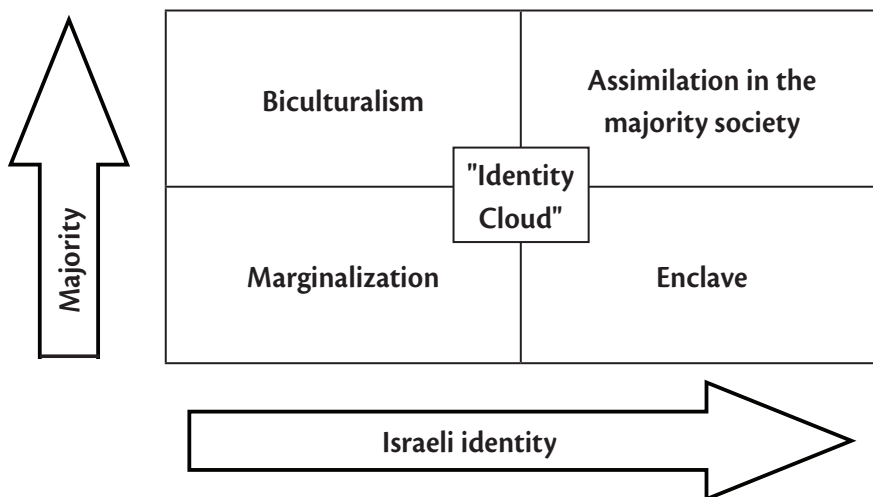 Biculturalism
Assimilation in the
majority society
"Identity
Cloud"
Majority
Marginalization
Enclave
Israeli identity